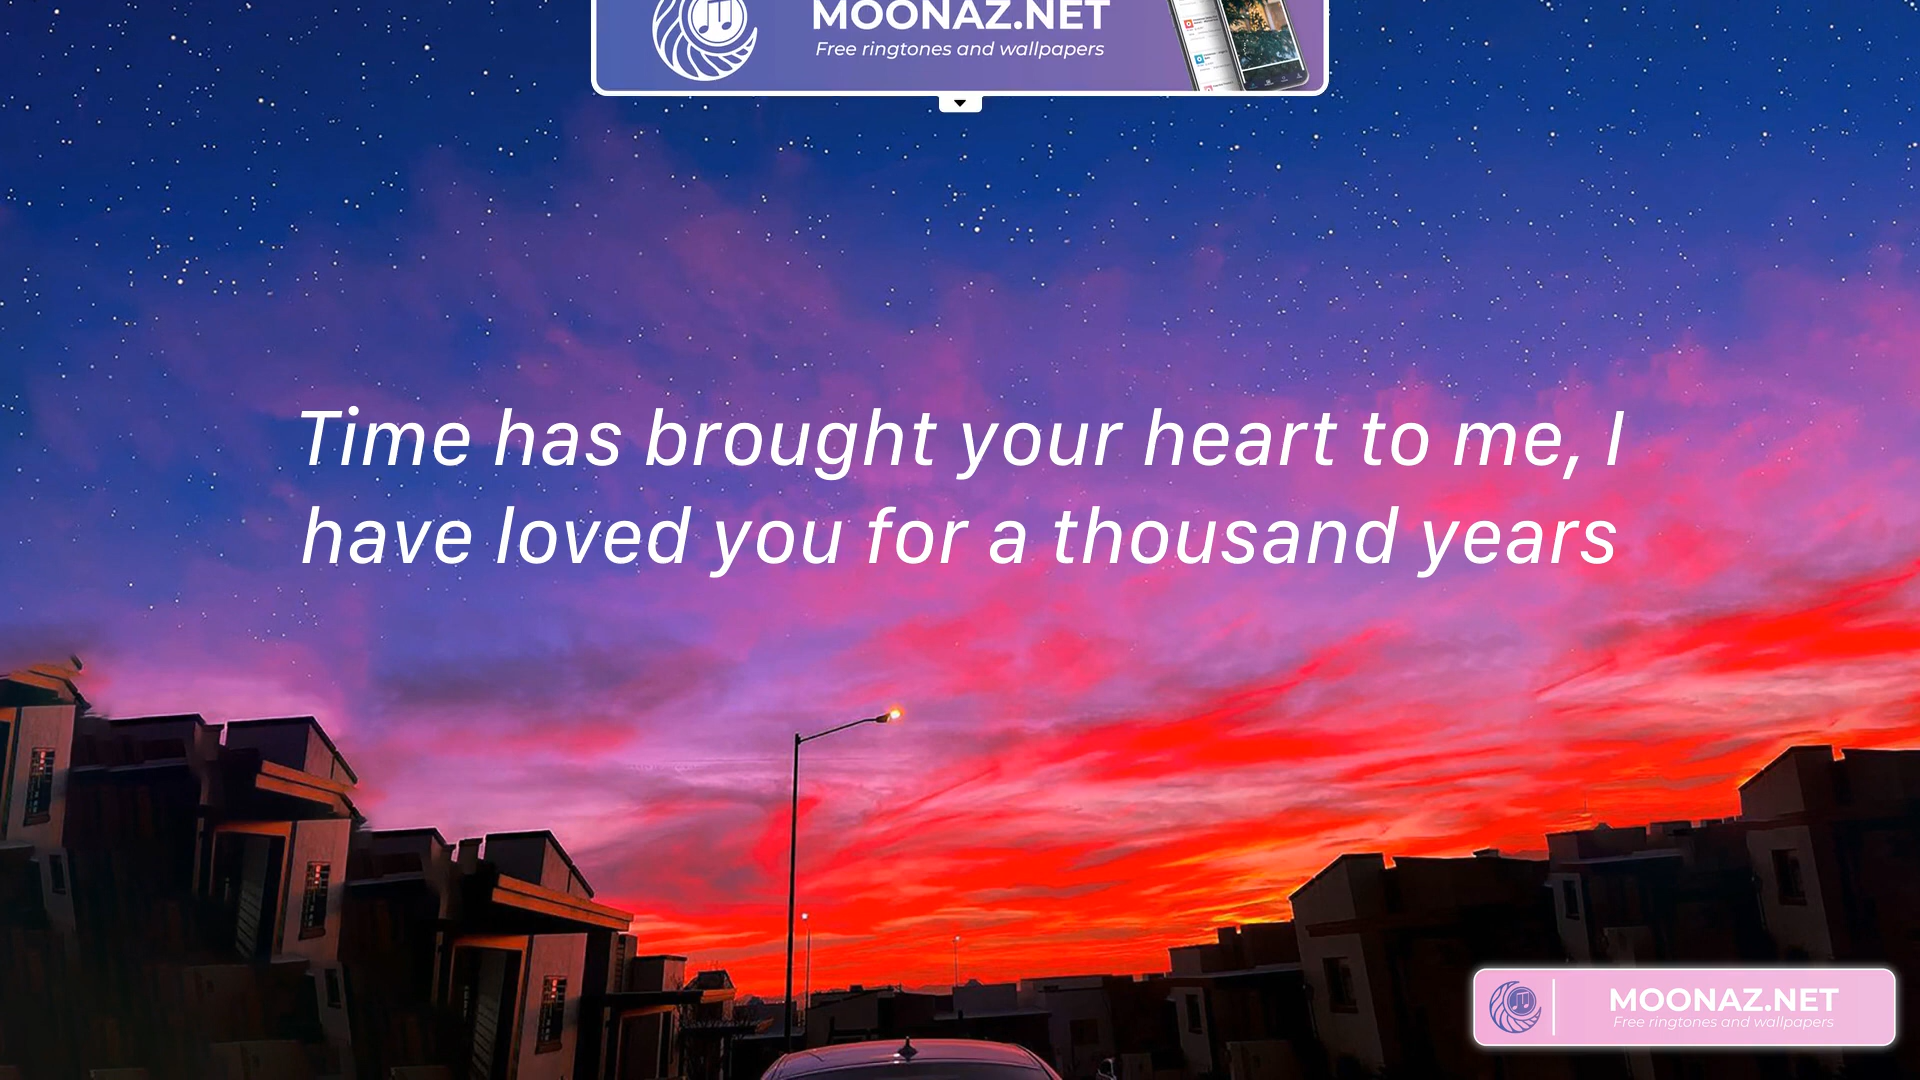 MOONAZ.NET
Free ringtones and wallpapers
Time has brought your heart to me, I
have loved you for a thousand years
MOONAZ.NET
Free ringtones and wallpapers